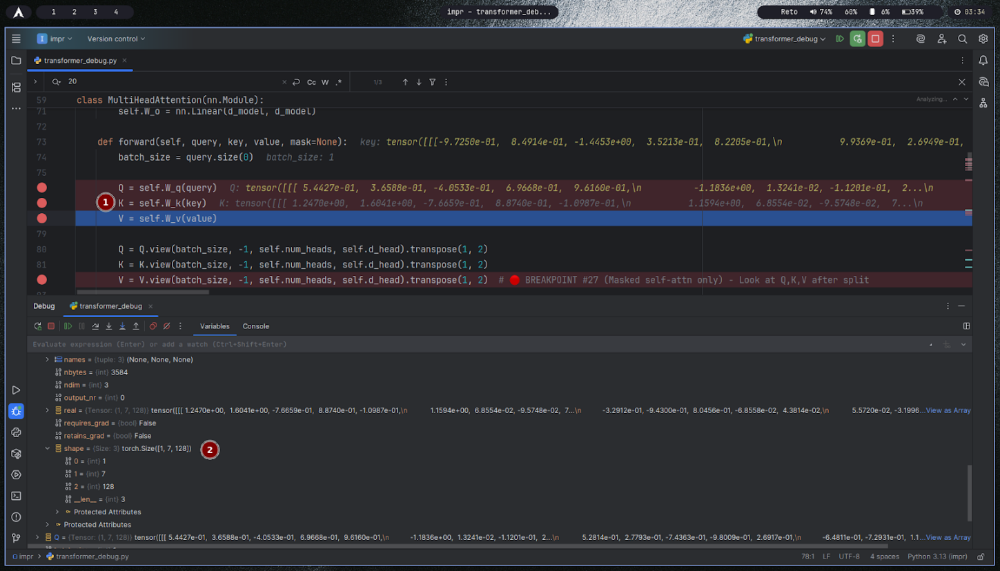 1 2 3 4
impr - transformer_deb...
Reto 74% 60% 6% 39% 03:34
I impr Version control
transformer_debug
transformer_debug.py
20
Cc W .* 1/3
59 class MultiHeadAttention(nn.Module):
Analyzing...
71 self.W_o = nn.Linear(d_model, d_model)
72
73 def forward(self, query, key, value, mask=None): key: tensor([[[-9.7250e-01, 8.4914e-01, -1.4453e+00, 3.5213e-01, 8.2205e-01,\n 9.9369e-01, 2.6949e-01,
74 batch_size = query.size(0) batch_size: 1
75
Q = self.W_q(query) Q: tensor([[[ 5.4427e-01, 3.6588e-01, -4.0533e-01, 6.9668e-01, 9.6160e-01,\n -1.1836e+00, 1.3241e-02, -1.1201e-01, 2...\n
1 K = self.W_k(key) K: tensor([[[ 1.2470e+00, 1.6041e+00, -7.6659e-01, 8.8740e-01, -1.0987e-01,\n 1.1594e+00, 6.8554e-02, -9.5748e-02, 7...\n
V = self.W_v(value)
79
80 Q = Q.view(batch_size, -1, self.num_heads, self.d_head).transpose(1, 2)
81 K = K.view(batch_size, -1, self.num_heads, self.d_head).transpose(1, 2)
V = V.view(batch_size, -1, self.num_heads, self.d_head).transpose(1, 2) # 🔴 BREAKPOINT #27 (Masked self-attn only) - Look at Q,K,V after split
Debug transformer_debug
Variables Console
Evaluate expression (Enter) or add a watch (Ctrl+Shift+Enter)
names = {tuple: 3} (None, None, None)
nbytes = {int} 3584
ndim = {int} 3
output_nr = {int} 0
real = {Tensor: (1, 7, 128)} tensor([[[ 1.2470e+00, 1.6041e+00, -7.6659e-01, 8.8740e-01, -1.0987e-01,\n 1.1594e+00, 6.8554e-02, -9.5748e-02, 7...\n -3.2912e-01, -9.4300e-01, 8.0456e-01, -6.8558e-02, 4.3814e-02,\n 5.5720e-02, -3.1996...View as Array
requires_grad = {bool} False
retains_grad = {bool} False
shape = {Size: 3} torch.Size([1, 7, 128]) 2
0 = {int} 1
1 = {int} 7
2 = {int} 128
__len__ = {int} 3
Protected Attributes
Protected Attributes
Q = {Tensor: (1, 7, 128)} tensor([[[ 5.4427e-01, 3.6588e-01, -4.0533e-01, 6.9668e-01, 9.6160e-01,\n -1.1836e+00, 1.3241e-02, -1.1201e-01, 2...\n 5.2814e-01, 2.7793e-01, -7.4363e-01, -9.8009e-01, 2.6917e-01,\n -6.4811e-01, -7.2931e-01, 1.1...View as Array
impr > transformer_debug.py
78:1 LF UTF-8 4 spaces Python 3.13 (impr)